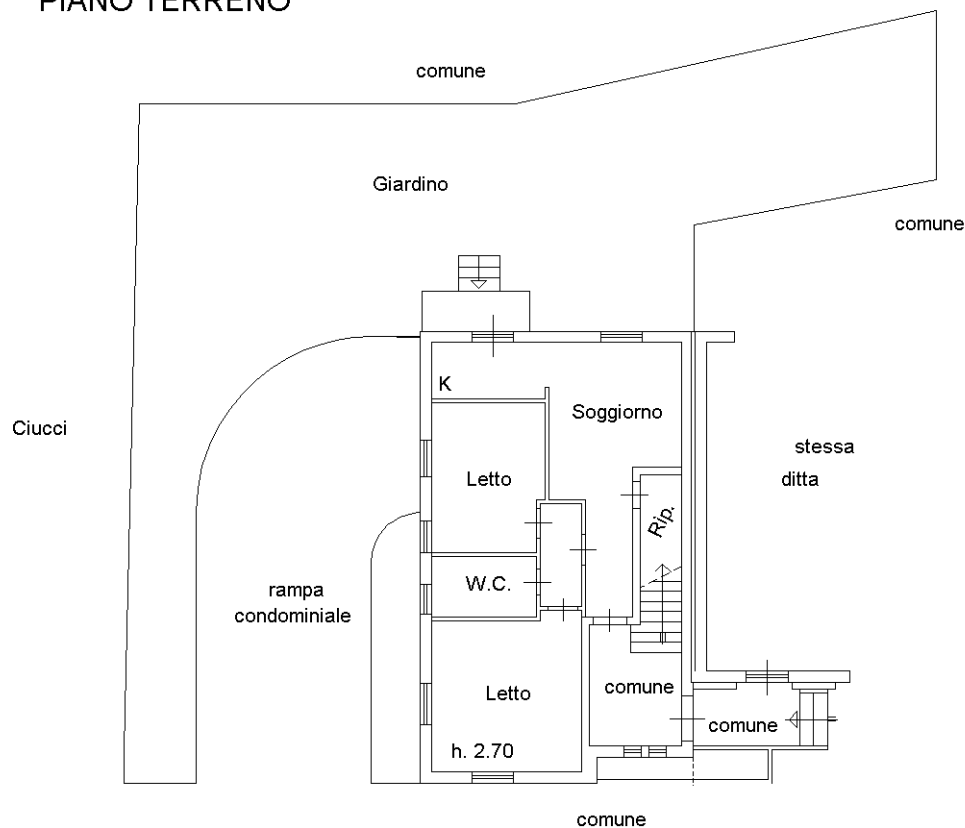 PIANO TERRENO
comune
Giardino
comune
K
Soggiorno
Ciucci
stessa
ditta
Letto
Rip.
W.C.
rampa
condominiale
Letto
comune
comune
h. 2.70
comune